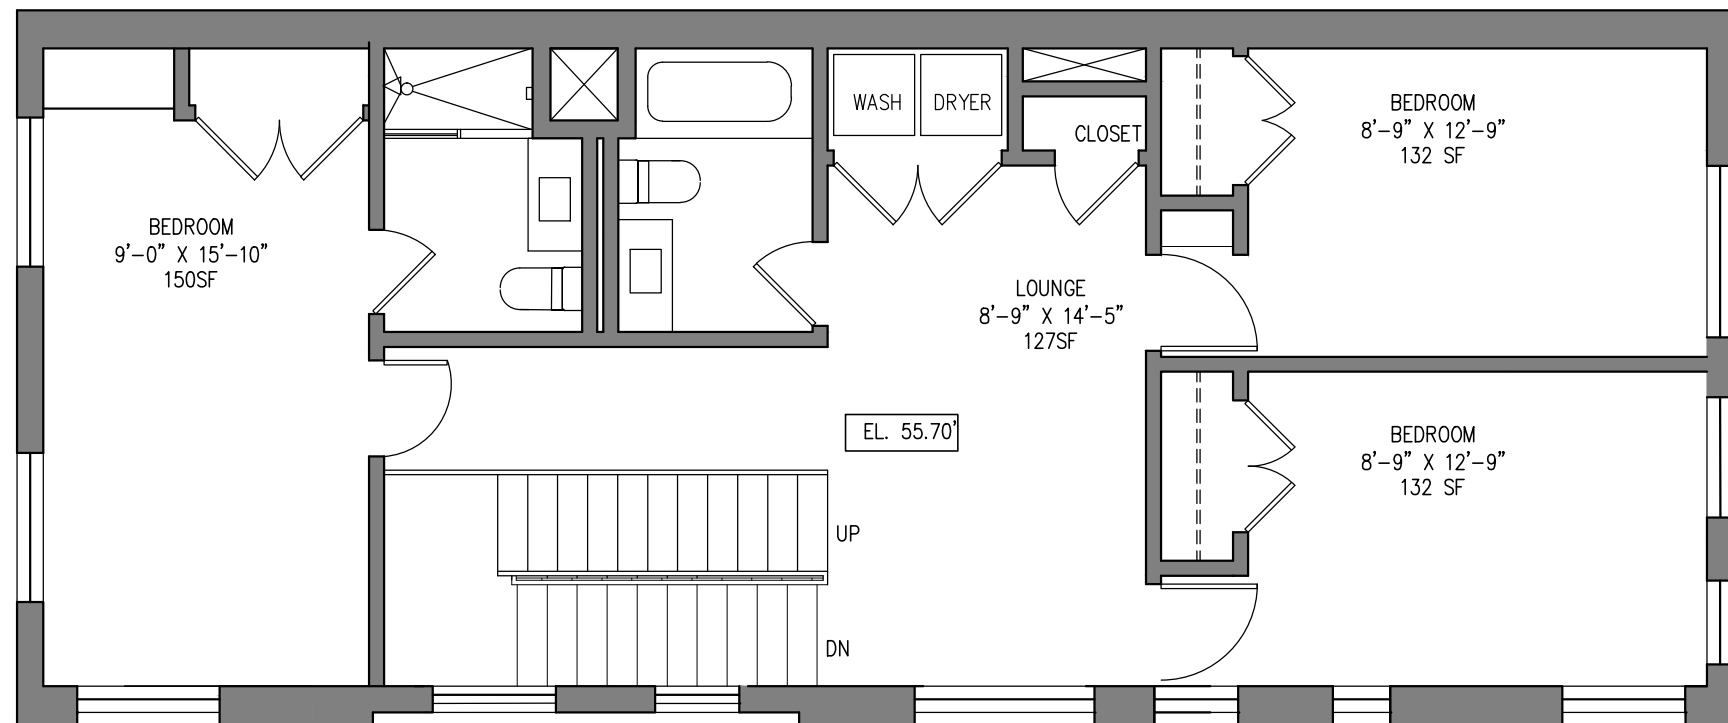 WASH
DRYER
CLOSET
BEDROOM
8'-9" X 12'-9"
132 SF
BEDROOM
9'-0" X 15'-10"
150SF
LOUNGE
8'-9" X 14'-5"
127SF
EL. 55.70'
BEDROOM
8'-9" X 12'-9"
132 SF
UP
DN